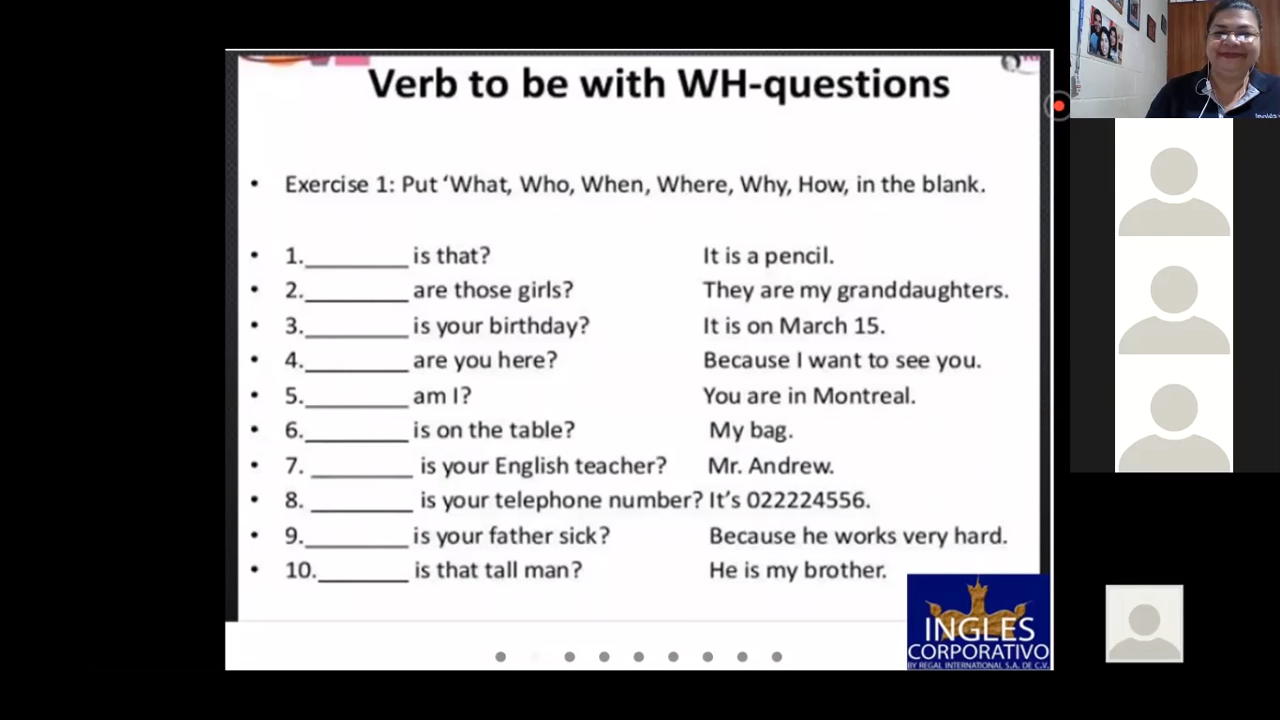 Verb to be with WH-questions
• Exercise 1: Put ‘What, Who, When, Where, Why, How, in the blank.
• 1.________ is that? It is a pencil.
• 2.________ are those girls? They are my granddaughters.
• 3.________ is your birthday? It is on March 15.
• 4.________ are you here? Because I want to see you.
• 5.________ am I? You are in Montreal.
• 6.________ is on the table? My bag.
• 7. ________ is your English teacher? Mr. Andrew.
• 8. ________ is your telephone number? It’s 022224556.
• 9.________ is your father sick? Because he works very hard.
• 10.________ is that tall man? He is my brother.
INGLES
CORPORATIVO
BY REGAL INTERNATIONAL S.A. DE C.V.